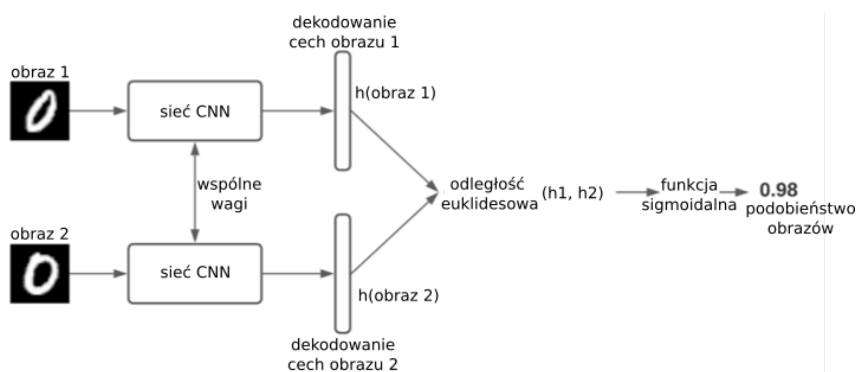 dekodowanie
cech obrazu 1
obraz 1
sieć CNN
h(obraz 1)
wspólne
wagi
odległość
euklidesowa
(h1, h2)
funkcja
sigmoidalna
0.98
podobieństwo
obrazów
obraz 2
sieć CNN
h(obraz 2)
dekodowanie
cech obrazu 2